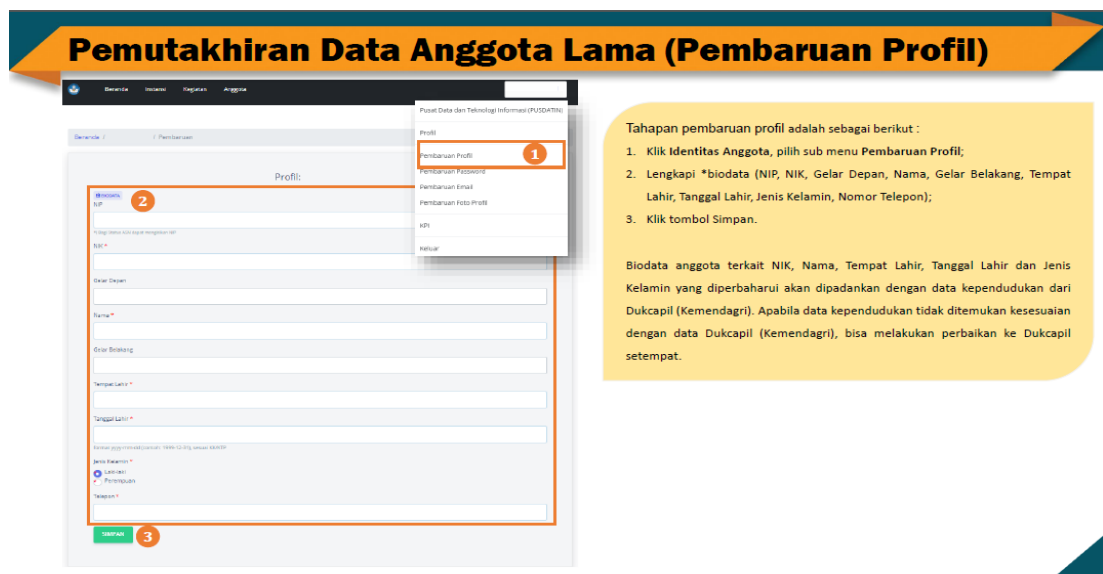 Pemutakhiran Data Anggota Lama (Pembaruan Profil)
Beranda Instansi Kegiatan Anggota
Pusat Data dan Teknologi Informasi (PUSDATIN)
Profil
Pembaruan Profil
1
Pembaruan Password
Pembaruan Email
Pembaruan Foto Profil
KPI
Keluar
Beranda / / Pembaruan
Profil:
2
NIP
NIK *
Gelar Depan
Nama *
Gelar Belakang
Tempat Lahir *
Tanggal Lahir *
Jenis Kelamin *
Laki-laki
Perempuan
Telepon *
SIMPAN
3
Tahapan pembaruan profil adalah sebagai berikut :
1. Klik Identitas Anggota, pilih sub menu Pembaruan Profil;
2. Lengkapi *biodata (NIP, NIK, Gelar Depan, Nama, Gelar Belakang, Tempat
Lahir, Tanggal Lahir, Jenis Kelamin, Nomor Telepon);
3. Klik tombol Simpan.
Biodata anggota terkait NIK, Nama, Tempat Lahir, Tanggal Lahir dan Jenis
Kelamin yang diperbaharui akan dipadankan dengan data kependudukan dari
Dukcapil (Kemendagri). Apabila data kependudukan tidak ditemukan kesesuaian
dengan data Dukcapil (Kemendagri), bisa melakukan perbaikan ke Dukcapil
setempat.